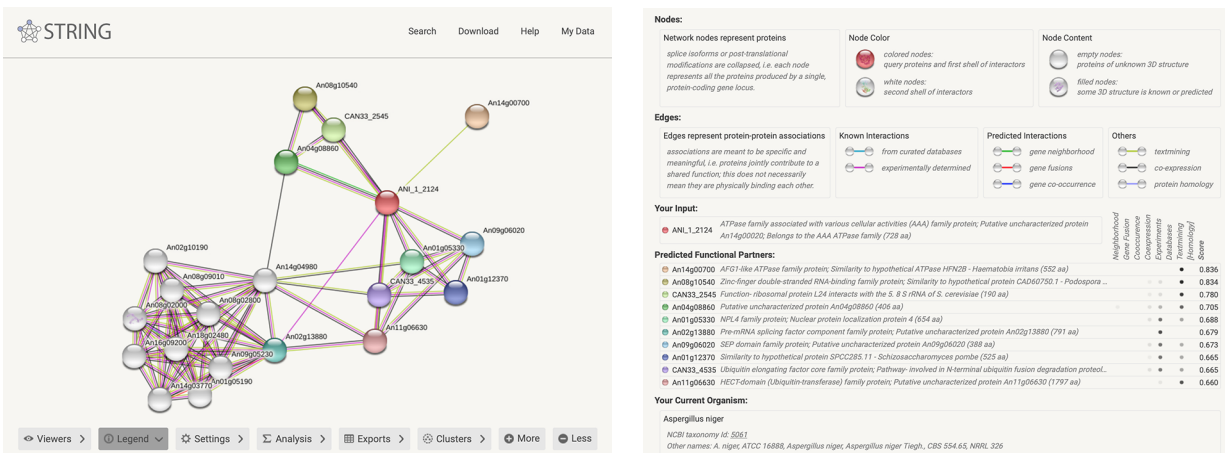 STRING
Search
Download
Help
My Data
An08g10540
An14g00700
CAN33_2545
An04g08860
ANI_1_2124
An09g06020
An02g10190
An01g05330
An14g04980
An08g09010
An01g12370
CAN33_4535
An08g02800
An08g02000
An11g06630
An02g13880
An18g02480
An16g09200
An09g05230
An01g05190
An14g03770
Viewers
Legend
Settings
Analysis
Exports
Clusters
More
Less
Nodes:
Network nodes represent proteins
splice isoforms or post-translational
modifications are collapsed, i.e. each node
represents all the proteins produced by a single,
protein-coding gene locus.
Node Color
colored nodes:
query proteins and first shell of interactors
white nodes:
second shell of interactors
Node Content
empty nodes:
proteins of unknown 3D structure
filled nodes:
some 3D structure is known or predicted
Edges:
Edges represent protein-protein associations
associations are meant to be specific and
meaningful, i.e. proteins jointly contribute to a
shared function; this does not necessarily
mean they are physically binding each other.
Known Interactions
from curated databases
experimentally determined
Predicted Interactions
gene neighborhood
gene fusions
gene co-occurrence
Others
textmining
co-expression
protein homology
Your Input:
ANI_1_2124 ATPase family associated with various cellular activities (AAA) family protein; Putative uncharacterized protein
An14g00020; Belongs to the AAA ATPase family (728 aa)
Neighborhood
Gene Fusion
Cooccurence
Coexpression
Experiments
Databases
Textmining
[Homology]
Score
Predicted Functional Partners:
An14g00700 AFG1-like ATPase family protein; Similarity to hypothetical ATPase HFN2B - Haematobia irritans (552 aa) 0.836
An08g10540 Zinc-finger double-stranded RNA-binding family protein; Similarity to hypothetical protein CAD60750.1 - Podospora ... 0.834
CAN33_2545 Function- ribosomal protein L24 interacts with the 5. 8 S rRNA of S. cerevisiae (190 aa) 0.780
An04g08860 Putative uncharacterized protein An04g08860 (406 aa) 0.705
An01g05330 NPL4 family protein; Nuclear protein localization protein 4 (654 aa) 0.688
An02g13880 Pre-mRNA splicing factor component family protein; Putative uncharacterized protein An02g13880 (791 aa) 0.679
An09g06020 SEP domain family protein; Putative uncharacterized protein An09g06020 (388 aa) 0.673
An01g12370 Similarity to hypothetical protein SPCC285.11 - Schizosaccharomyces pombe (525 aa) 0.665
CAN33_4535 Ubiquitin elongating factor core family protein; Pathway- involved in N-terminal ubiquitin fusion degradation proteol... 0.665
An11g06630 HECT-domain (Ubiquitin-transferase) family protein; Putative uncharacterized protein An11g06630 (1797 aa) 0.660
Your Current Organism:
Aspergillus niger
NCBI taxonomy Id: 5061
Other names: A. niger, ATCC 16888, Aspergillus niger, Aspergillus niger Tiegh., CBS 554.65, NRRL 326